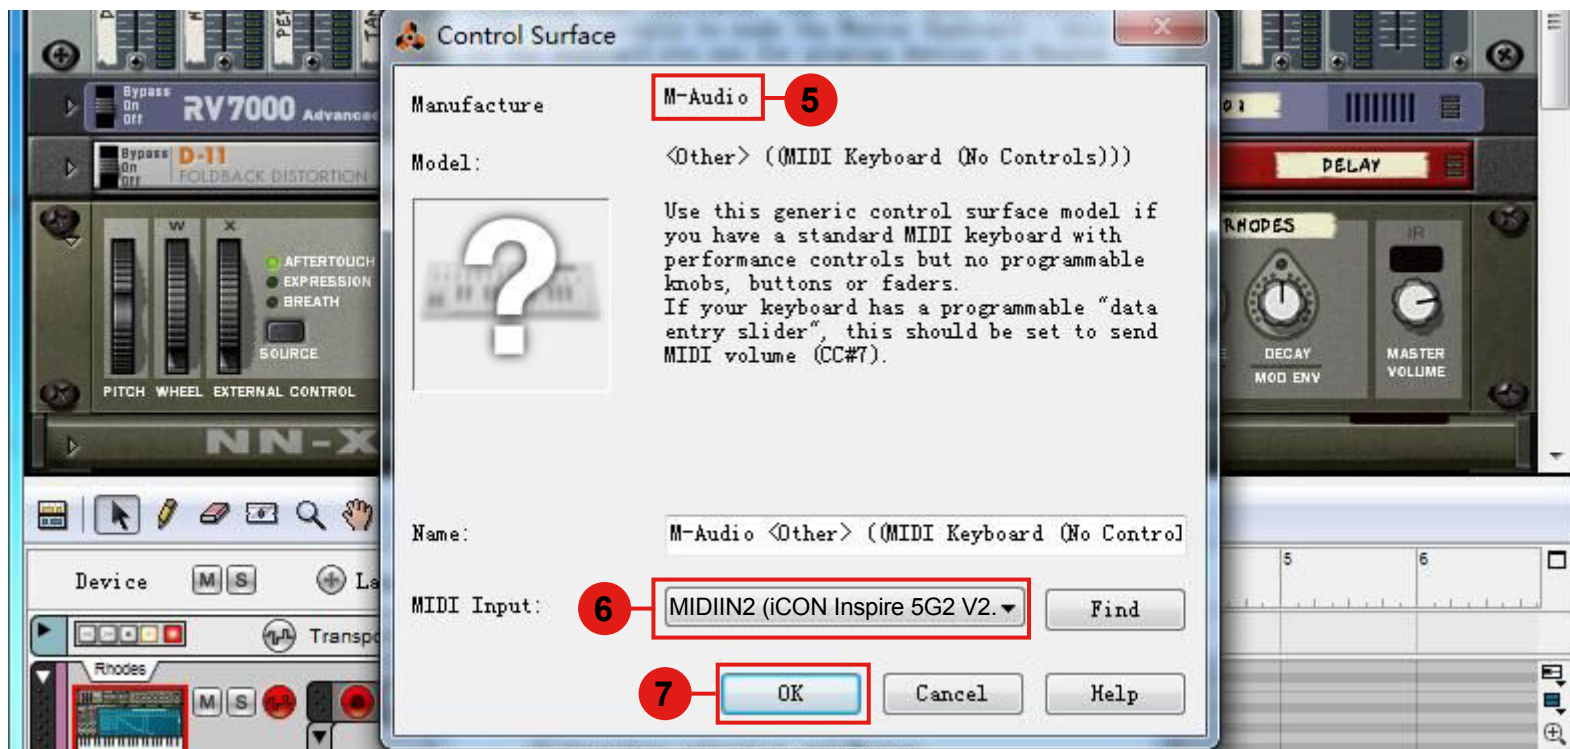 Control Surface
Bypass
On
Off
RV7000 Advanced
Manufacture
M-Audio
5
Bypass
On
Off
D-11
FOLDBACK DISTORTION
Model:
<Other> ((MIDI Keyboard (No Controls)))
DELAY
Use this generic control surface model if
you have a standard MIDI keyboard with
performance controls but no programmable
knobs, buttons or faders.
If your keyboard has a programmable "data
entry slider", this should be set to send
MIDI volume (CC#7).
W
X
AFTERTOUCH
EXPRESSION
BREATH
SOURCE
PITCH WHEEL EXTERNAL CONTROL
RHODES
IR
DECAY
MOD ENV
MASTER
VOLUME
NN-X
Name:
M-Audio <Other> ((MIDI Keyboard (No Control
Device
M S
La
5
6
MIDI Input:
6
MIDIIN2 (iCON Inspire 5G2 V2.
Find
Transpo
Rhodes
M S
7
OK
Cancel
Help